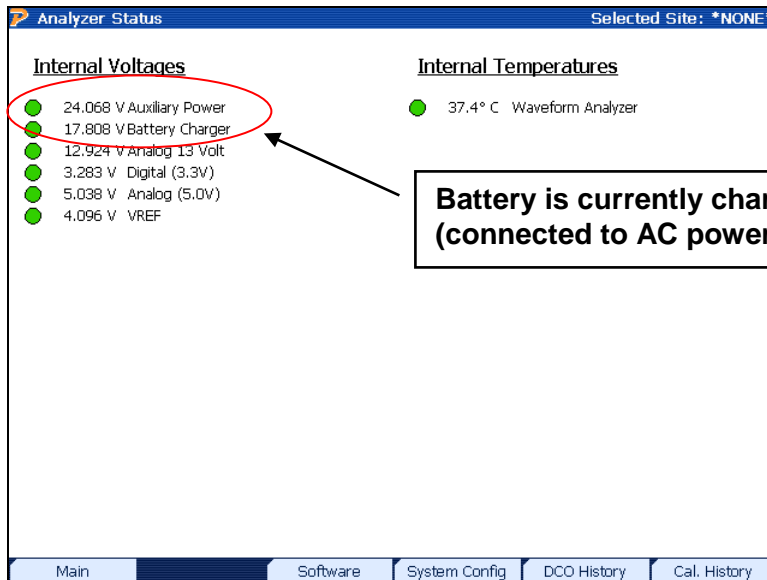 Analyzer Status Selected Site: *NONE*
Internal Voltages
24.068 V Auxiliary Power
17.808 V Battery Charger
12.924 V Analog 13 Volt
3.283 V Digital (3.3V)
5.038 V Analog (5.0V)
4.096 V VREF
Internal Temperatures
37.4° C Waveform Analyzer
Battery is currently char
(connected to AC power
Main Software System Config DCO History Cal. History